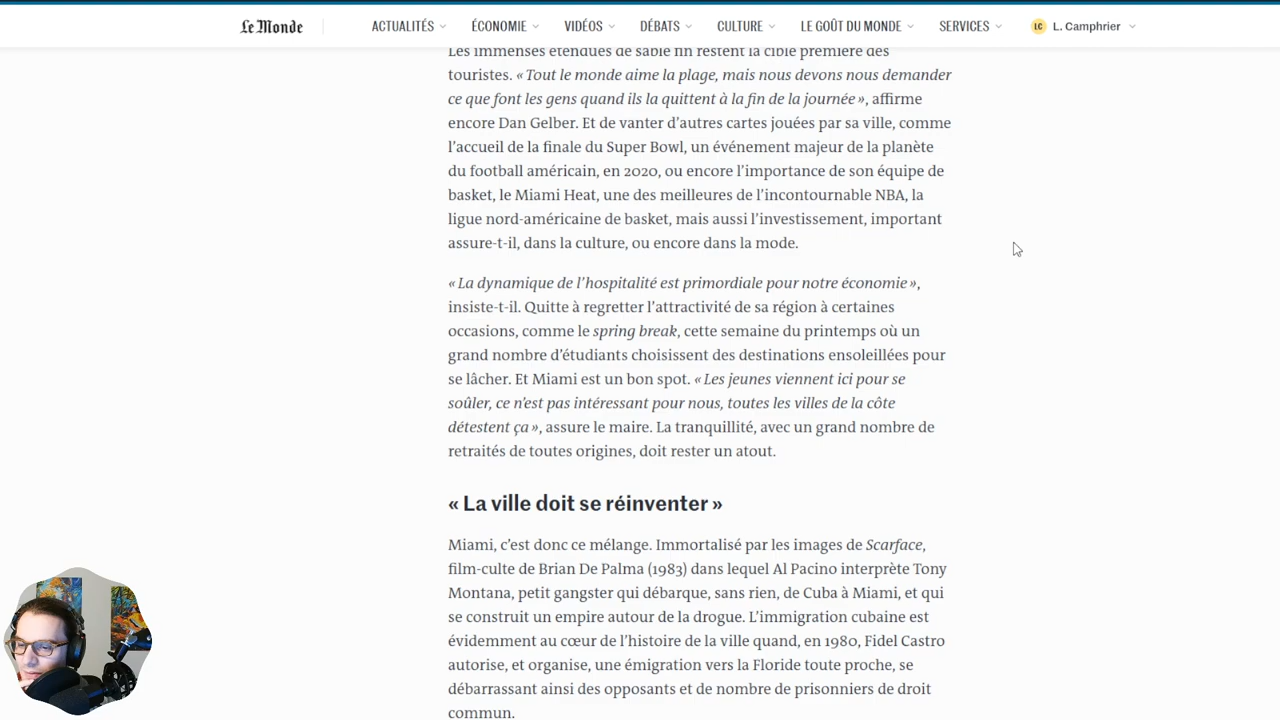 Le Monde
ACTUALITÉS
ÉCONOMIE
VIDÉOS
DÉBATS
CULTURE
LE GOÛT DU MONDE
SERVICES
LC
L. Camphrier
Les immenses étendues de sable fin restent la cible première des
touristes. « Tout le monde aime la plage, mais nous devons nous demander
ce que font les gens quand ils la quittent à la fin de la journée », affirme
encore Dan Gelber. Et de vanter d’autres cartes jouées par sa ville, comme
l’accueil de la finale du Super Bowl, un événement majeur de la planète
du football américain, en 2020, ou encore l’importance de son équipe de
basket, le Miami Heat, une des meilleures de l’incontournable NBA, la
ligue nord-américaine de basket, mais aussi l’investissement, important
assure-t-il, dans la culture, ou encore dans la mode.
« La dynamique de l’hospitalité est primordiale pour notre économie »,
insiste-t-il. Quitte à regretter l’attractivité de sa région à certaines
occasions, comme le spring break, cette semaine du printemps où un
grand nombre d’étudiants choisissent des destinations ensoleillées pour
se lâcher. Et Miami est un bon spot. « Les jeunes viennent ici pour se
soûler, ce n’est pas intéressant pour nous, toutes les villes de la côte
détestent ça », assure le maire. La tranquillité, avec un grand nombre de
retraités de toutes origines, doit rester un atout.
« La ville doit se réinventer »
Miami, c’est donc ce mélange. Immortalisé par les images de Scarface,
film-culte de Brian De Palma (1983) dans lequel Al Pacino interprète Tony
Montana, petit gangster qui débarque, sans rien, de Cuba à Miami, et qui
se construit un empire autour de la drogue. L’immigration cubaine est
évidemment au cœur de l’histoire de la ville quand, en 1980, Fidel Castro
autorise, et organise, une émigration vers la Floride toute proche, se
débarrassant ainsi des opposants et de nombre de prisonniers de droit
commun.